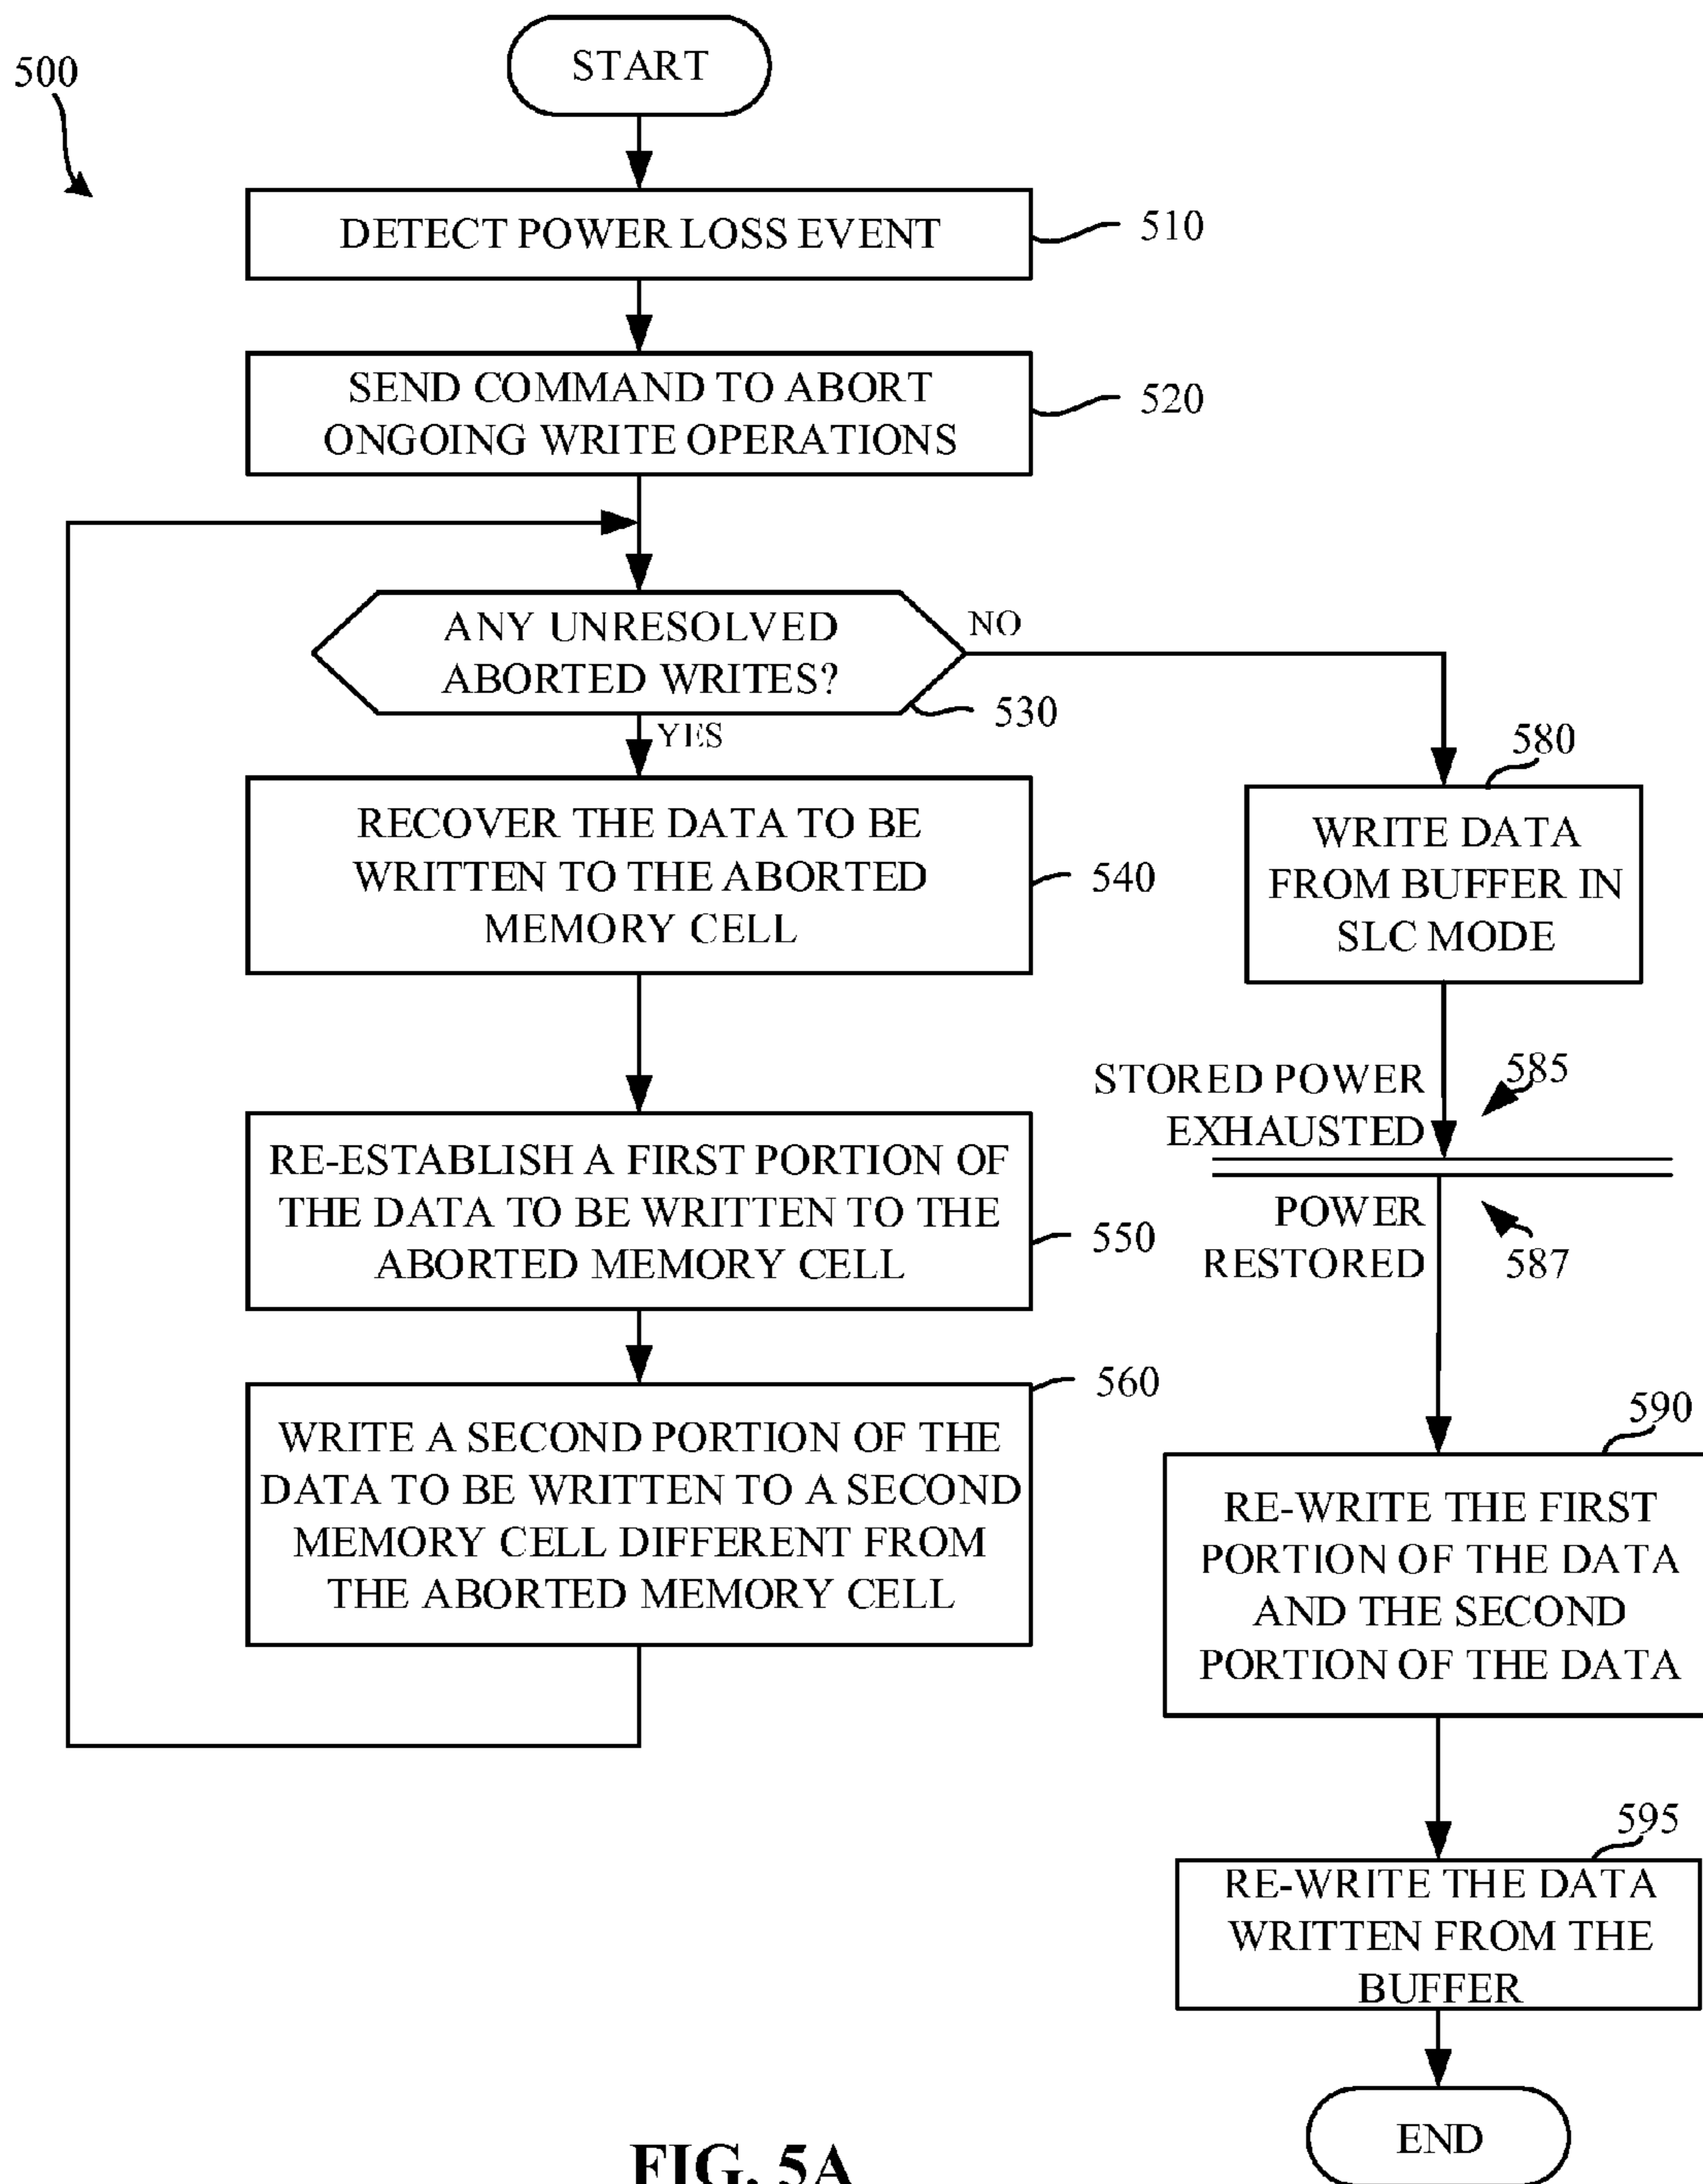 START
500
DETECT POWER LOSS EVENT
510
SEND COMMAND TO ABORT
ONGOING WRITE OPERATIONS
520
ANY UNRESOLVED
ABORTED WRITES?
NO
530
YES
RECOVER THE DATA TO BE
WRITTEN TO THE ABORTED
MEMORY CELL
540
RE-ESTABLISH A FIRST PORTION OF
THE DATA TO BE WRITTEN TO THE
ABORTED MEMORY CELL
550
560
WRITE A SECOND PORTION OF THE
DATA TO BE WRITTEN TO A SECOND
MEMORY CELL DIFFERENT FROM
THE ABORTED MEMORY CELL
580
WRITE DATA
FROM BUFFER IN
SLC MODE
STORED POWER
EXHAUSTED
585
POWER
RESTORED
587
590
RE-WRITE THE FIRST
PORTION OF THE DATA
AND THE SECOND
PORTION OF THE DATA
595
RE-WRITE THE DATA
WRITTEN FROM THE
BUFFER
END
FIG. 5A